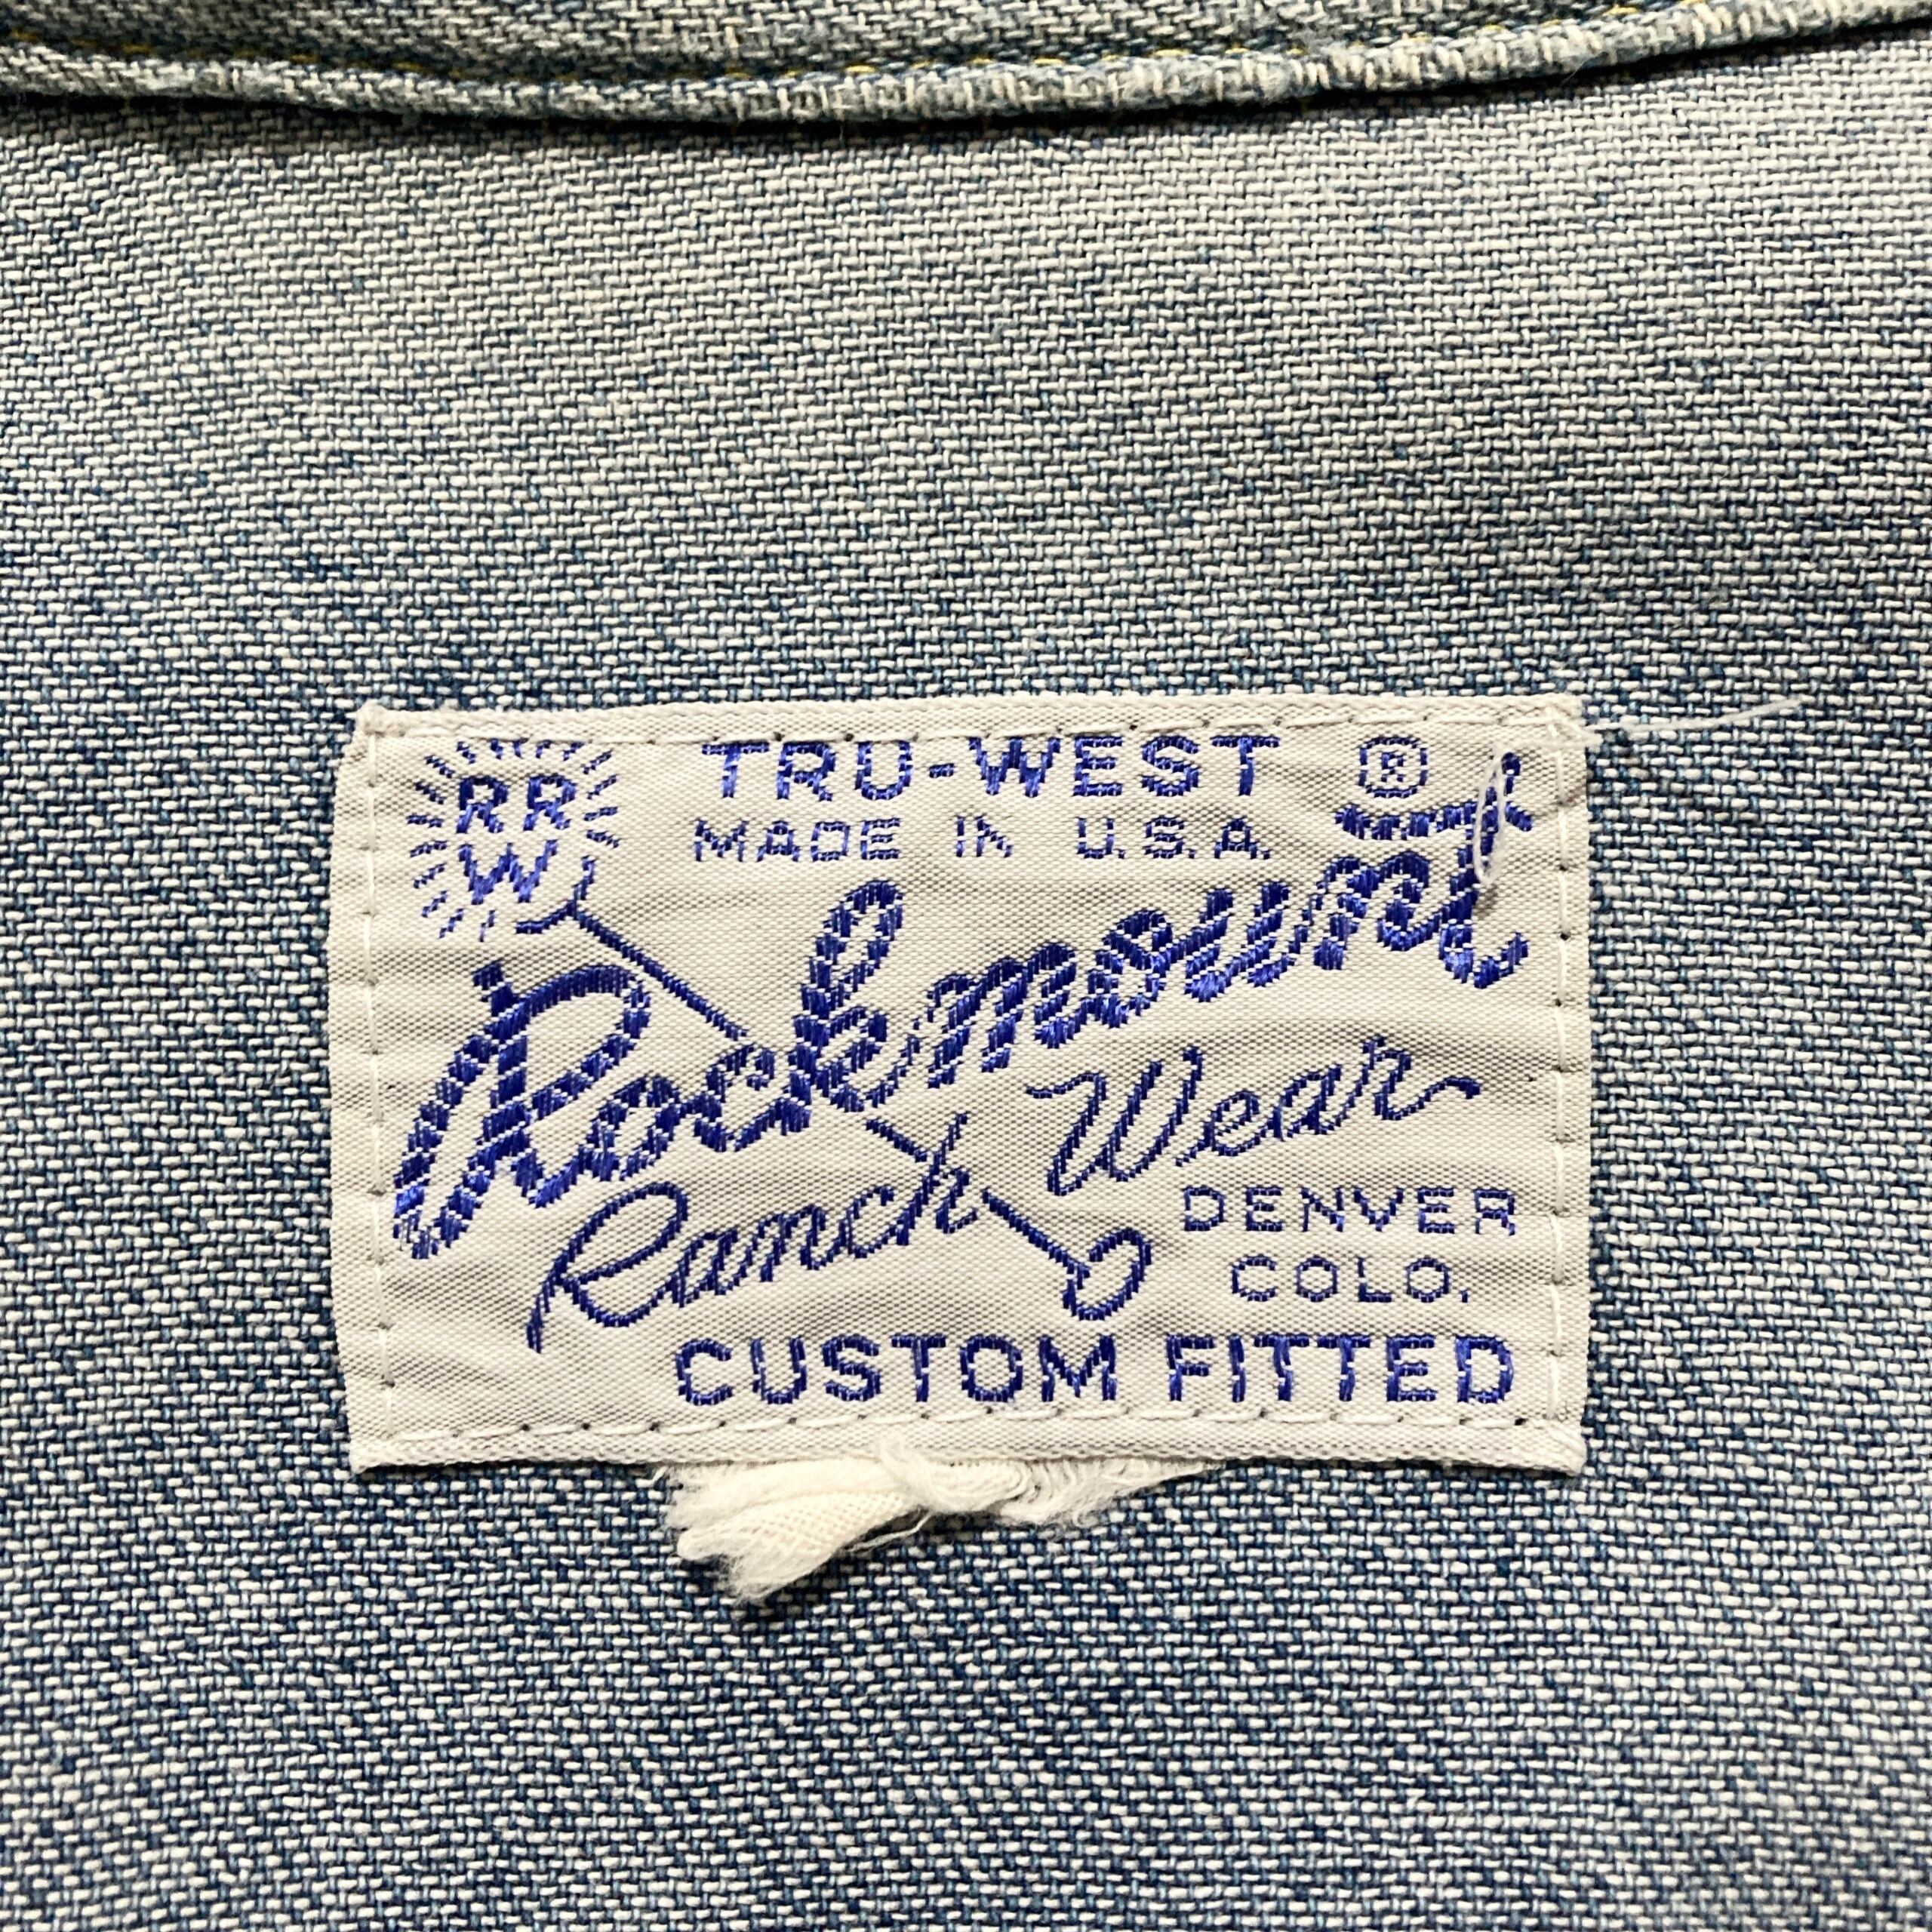 RR
W
TRU-WEST ®
MADE IN U.S.A.
Rockmount
Ranch Wear
DENVER
COLO.
CUSTOM FITTED